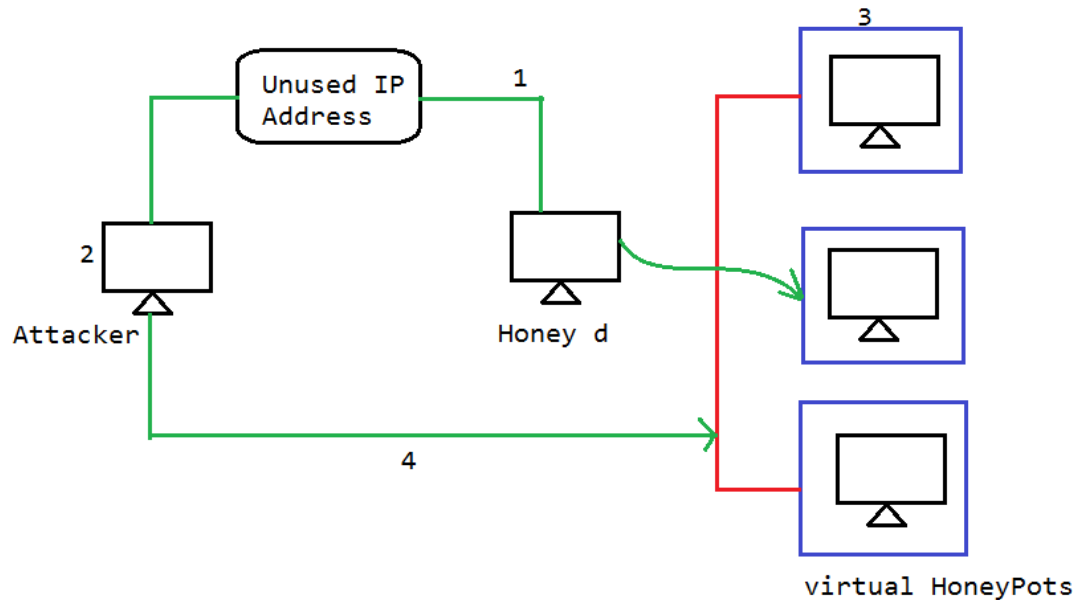 3
Unused IP
Address
1
2
Attacker
Honey d
4
virtual HoneyPots